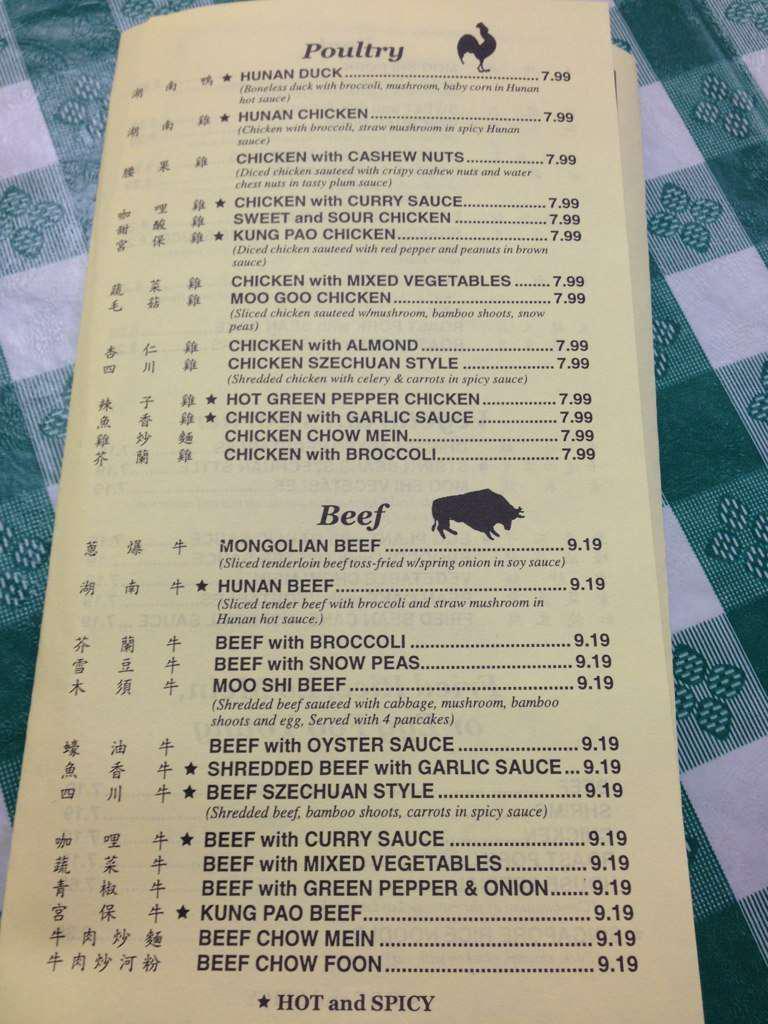 Poultry
湖 南 鴨 ★ HUNAN DUCK 7.99
(Boneless duck with broccoli, mushroom, baby corn in Hunan
hot sauce)
湖 南 雞 ★ HUNAN CHICKEN 7.99
(Chicken with broccoli, straw mushroom in spicy Hunan
sauce)
腰 果 雞 CHICKEN with CASHEW NUTS 7.99
(Diced chicken sauteed with crispy cashew nuts and water
chest nuts in tasty plum sauce)
咖 哩 雞 ★ CHICKEN with CURRY SAUCE 7.99
甜 酸 雞 SWEET and SOUR CHICKEN 7.99
宮 保 雞 ★ KUNG PAO CHICKEN 7.99
(Diced chicken sauteed with red pepper and peanuts in brown
sauce)
蔬 菜 雞 CHICKEN with MIXED VEGETABLES 7.99
毛 菇 雞 MOO GOO CHICKEN 7.99
(Sliced chicken sauteed w/mushroom, bamboo shoots, snow
peas)
杏 仁 雞 CHICKEN with ALMOND 7.99
四 川 雞 CHICKEN SZECHUAN STYLE 7.99
(Shredded chicken with celery & carrots in spicy sauce)
辣 子 雞 ★ HOT GREEN PEPPER CHICKEN 7.99
魚 香 雞 ★ CHICKEN with GARLIC SAUCE 7.99
雞 炒 麵 CHICKEN CHOW MEIN 7.99
芥 蘭 雞 CHICKEN with BROCCOLI 7.99
Beef
蔥 爆 牛 MONGOLIAN BEEF 9.19
(Sliced tenderloin beef toss-fried w/spring onion in soy sauce)
湖 南 牛 ★ HUNAN BEEF 9.19
(Sliced tender beef with broccoli and straw mushroom in
Hunan hot sauce.)
芥 蘭 牛 BEEF with BROCCOLI 9.19
雪 豆 牛 BEEF with SNOW PEAS 9.19
木 須 牛 MOO SHI BEEF 9.19
(Shredded beef sauteed with cabbage, mushroom, bamboo
shoots and egg, Served with 4 pancakes)
蠔 油 牛 BEEF with OYSTER SAUCE 9.19
魚 香 牛 ★ SHREDDED BEEF with GARLIC SAUCE 9.19
四 川 牛 ★ BEEF SZECHUAN STYLE 9.19
(Shredded beef, bamboo shoots, carrots in spicy sauce)
咖 哩 牛 ★ BEEF with CURRY SAUCE 9.19
蔬 菜 牛 BEEF with MIXED VEGETABLES 9.19
青 椒 牛 BEEF with GREEN PEPPER & ONION 9.19
宮 保 牛 ★ KUNG PAO BEEF 9.19
牛 肉 炒 麵 BEEF CHOW MEIN 9.19
牛 肉 炒 河 粉 BEEF CHOW FOON 9.19
★ HOT and SPICY